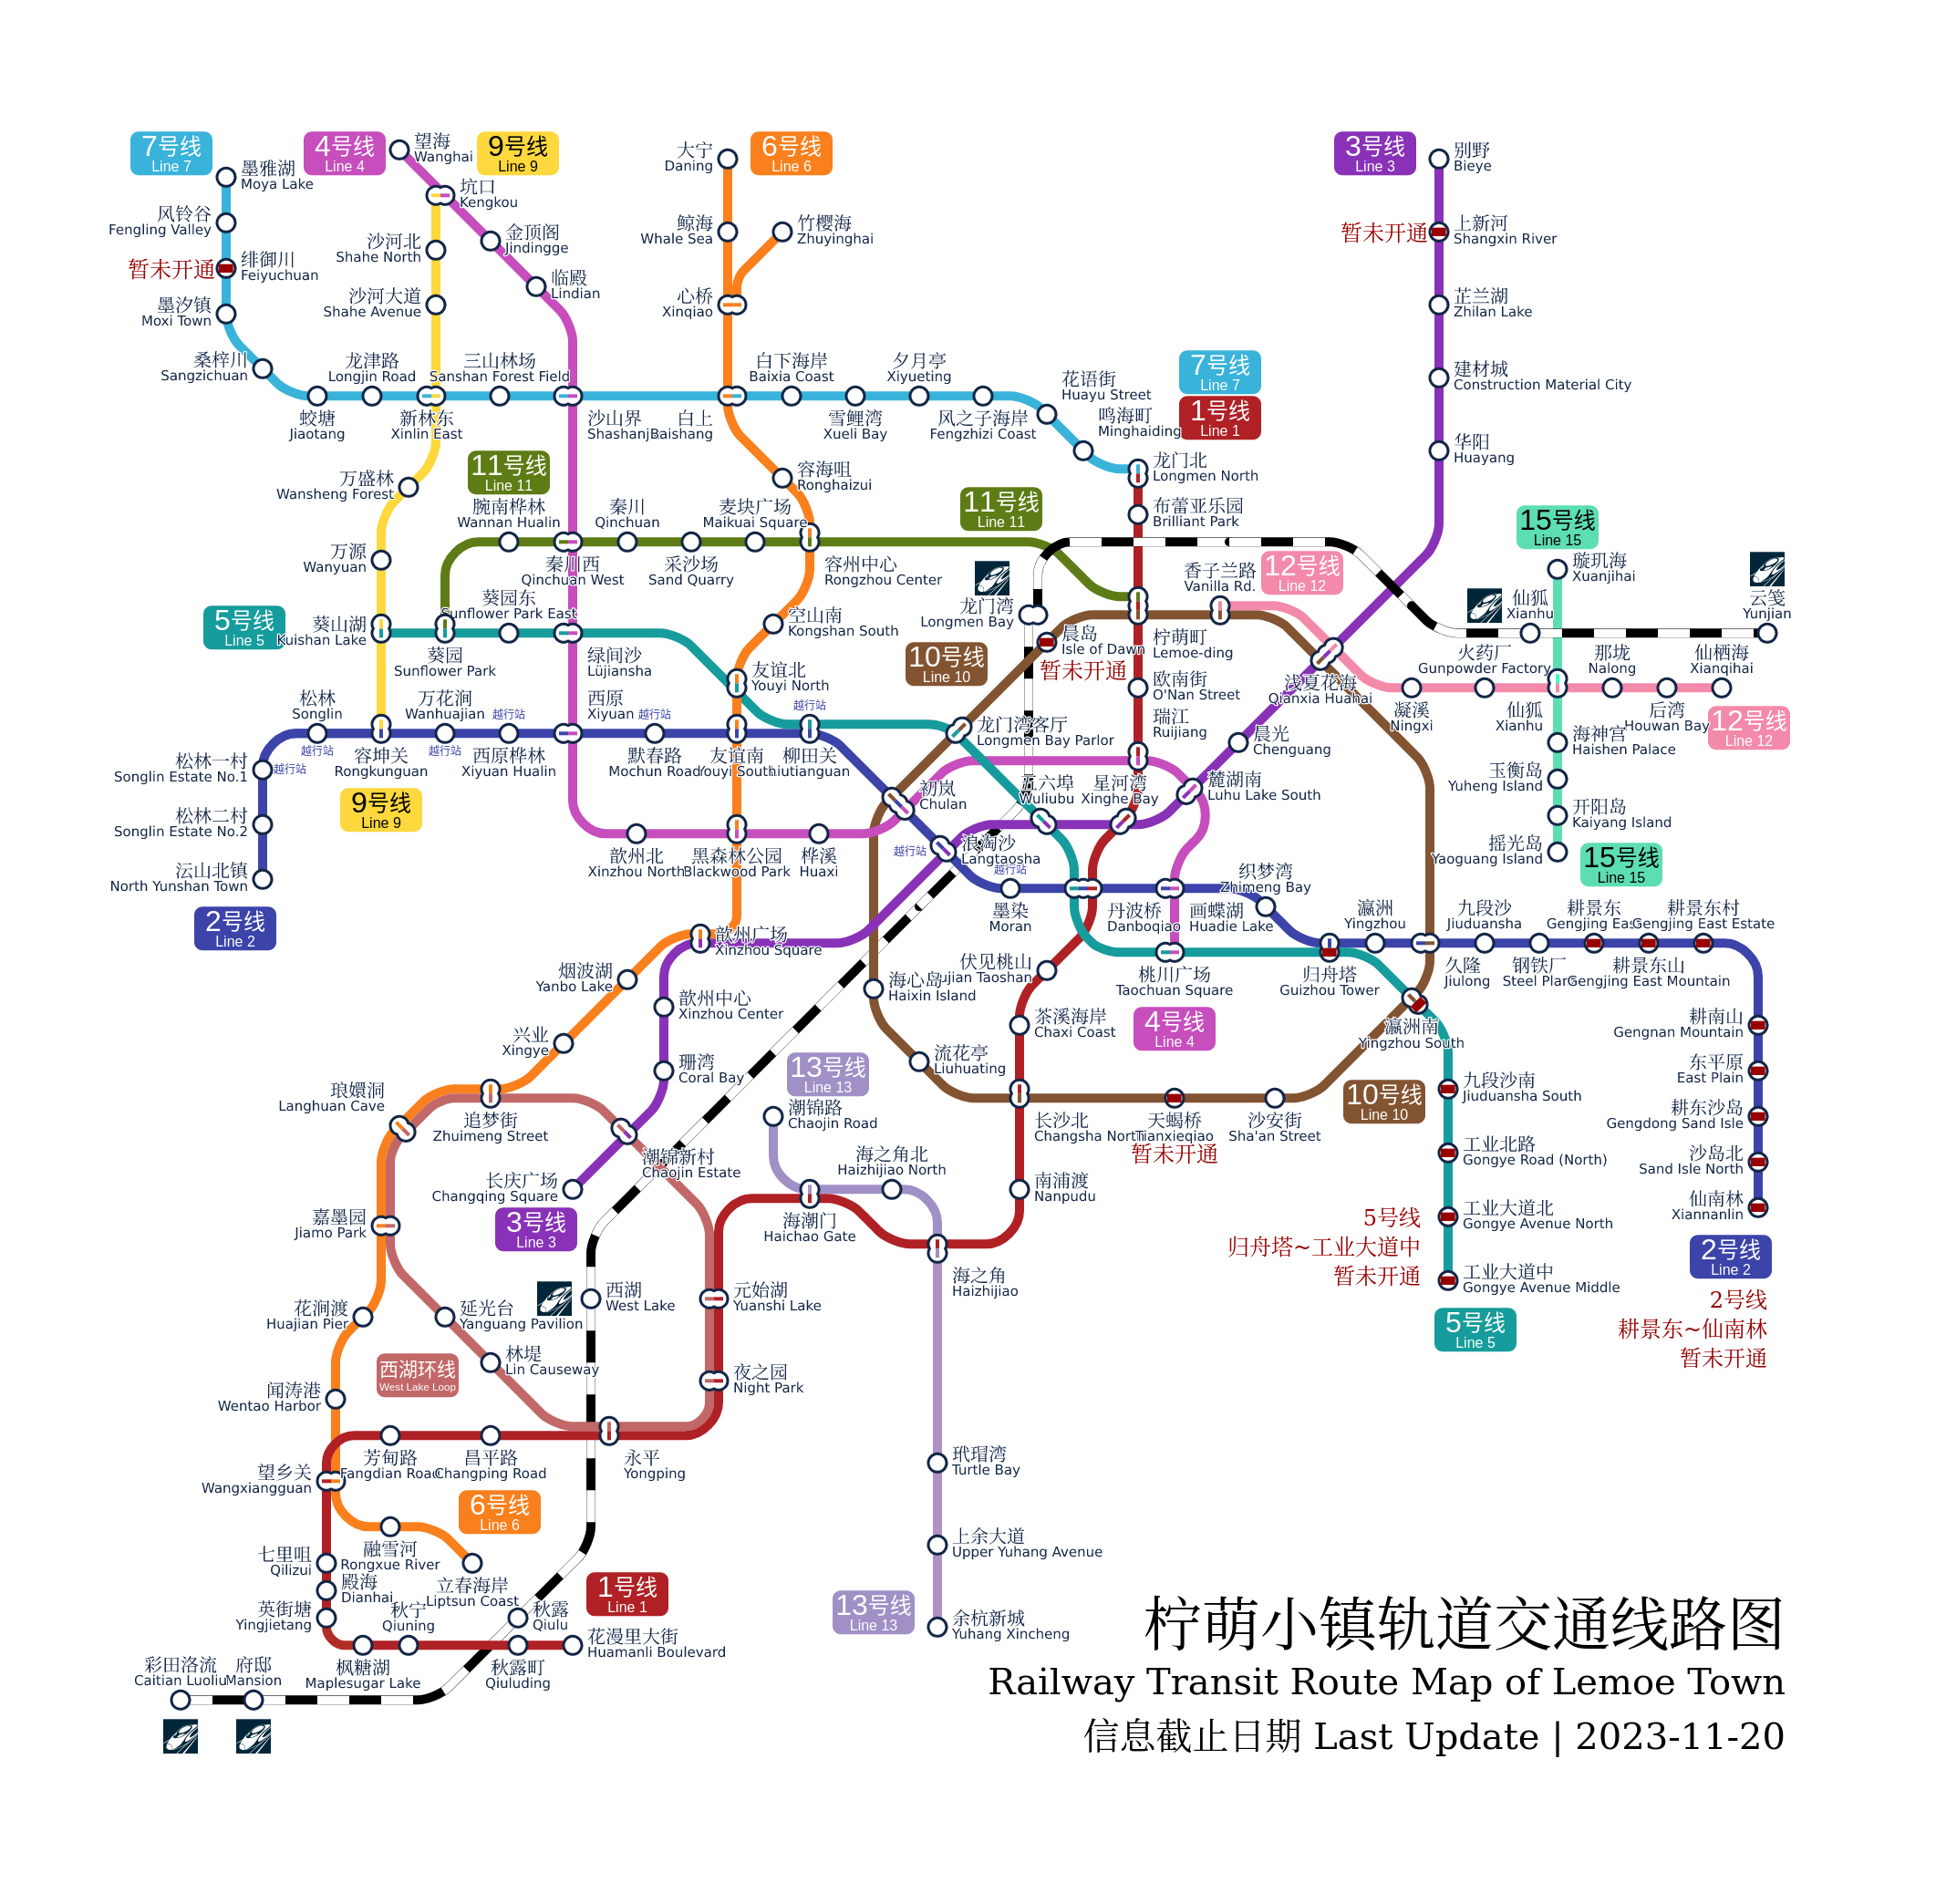 7号线
Line 7
墨雅湖
Moya Lake
风铃谷
Fengling Valley
暂未开通
绯御川
Feiyuchuan
墨汐镇
Moxi Town
桑梓川
Sangzichuan
蛟塘
Jiaotang
龙津路
Longjin Road
新林东
Xinlin East
三山林场
Sanshan Forest Field
4号线
Line 4
望海
Wanghai
9号线
Line 9
坑口
Kengkou
金顶阁
Jindingge
临殿
Lindian
沙河北
Shahe North
沙河大道
Shahe Avenue
沙山界
白上
Baishang
大宁
Daning
6号线
Line 6
鲸海
Whale Sea
竹樱海
Zhuyinghai
心桥
Xinqiao
白下海岸
Baixia Coast
雪鲤湾
Xueli Bay
夕月亭
Xiyueting
风之子海岸
Fengzhizi Coast
花语街
Huayu Street
鸣海町
Minghaiding
7号线
Line 7
1号线
Line 1
龙门北
Longmen North
布蕾亚乐园
Brilliant Park
3号线
Line 3
别野
Bieye
暂未开通
上新河
Shangxin River
芷兰湖
Zhilan Lake
建材城
Construction Material City
华阳
Huayang
万盛林
Wansheng Forest
万源
Wanyuan
11号线
Line 11
腕南桦林
Wannan Hualin
秦川西
Qinchuan West
秦川
Qinchuan
采沙场
Sand Quarry
麦块广场
Maikuai Square
容海咀
Ronghaizui
容州中心
Rongzhou Center
11号线
Line 11
空山南
Kongshan South
5号线
Line 5
葵山湖
Kuishan Lake
葵园
Sunflower Park
葵园东
Sunflower Park East
绿间沙
Lüjiansha
友谊北
Youyi North
龙门湾
Longmen Bay
10号线
Line 10
晨岛
Isle of Dawn
暂未开通
柠萌町
Lemoe-ding
香子兰路
Vanilla Rd.
12号线
Line 12
欧南街
O'Nan Street
瑞江
Ruijiang
浅夏花海
Qianxia Huahai
晨光
Chenguang
15号线
Line 15
璇玑海
Xuanjihai
仙狐
Xianhu
云笺
Yunjian
火药厂
Gunpowder Factory
凝溪
Ningxi
仙狐
Xianhu
那垅
Nalong
后湾
Houwan Bay
仙栖海
Xiangihai
12号线
Line 12
海神宫
Haishen Palace
玉衡岛
Yuheng Island
开阳岛
Kaiyang Island
摇光岛
Yaoguang Island
15号线
Line 15
松林
Songlin
越行站
容坤关
Rongkunguan
万花涧
Wanhuajian
越行站
越行站
西原桦林
Xiyuan Hualin
西原
Xiyuan
越行站
默春路
Mochun Road
友谊南
Youyi South
越行站
柳田关
松林一村
Songlin Estate No.1
越行站
松林二村
Songlin Estate No.2
沄山北镇
North Yunshan Town
2号线
Line 2
9号线
Line 9
龙门湾客厅
Longmen Bay Parlor
初岚
Chulan
五六埠
Wuliubu
星河湾
Xinghe Bay
麓湖南
Luhu Lake South
歙州北
Xinzhou North
黑森林公园
Blackwood Park
桦溪
Huaxi
越行站
浪淘沙
Langtaosha
越行站
墨染
Moran
丹波桥
Danboqiao
画蝶湖
Huadie Lake
织梦湾
Zhimeng Bay
瀛洲
Yingzhou
九段沙
Jiuduansha
久隆
Jiulong
钢铁厂
耕景东
耕景东山
Gengjing East Mountain
耕景东村
Gengjing East Estate
歙州广场
Xinzhou Square
烟波湖
Yanbo Lake
歙州中心
Xinzhou Center
兴业
Xingye
珊湾
Coral Bay
海心岛
Haixin Island
伏见桃山
桃川广场
Taochuan Square
归舟塔
Guizhou Tower
茶溪海岸
Chaxi Coast
4号线
Line 4
瀛洲南
Yingzhou South
耕南山
Gengnan Mountain
东平原
East Plain
耕东沙岛
Gengdong Sand Isle
沙岛北
Sand Isle North
仙南林
Xiannanlin
2号线
Line 2
2号线
耕景东~仙南林
暂未开通
流花亭
Liuhuating
长沙北
天蝎桥
Tianxieqiao
暂未开通
沙安街
Sha'an Street
10号线
Line 10
九段沙南
Jiuduansha South
工业北路
Gongye Road (North)
工业大道北
Gongye Avenue North
工业大道中
Gongye Avenue Middle
5号线
归舟塔~工业大道中
暂未开通
5号线
Line 5
琅嬛洞
Langhuan Cave
追梦街
Zhuimeng Street
13号线
Line 13
潮锦路
Chaojin Road
潮锦新村
Chaojin Estate
长庆广场
Changqing Square
3号线
Line 3
海之角北
Haizhijiao North
海潮门
Haichao Gate
南浦渡
Nanpudu
海之角
Haizhijiao
嘉墨园
Jiamo Park
花涧渡
Huajian Pier
延光台
Yanguang Pavilion
西湖
West Lake
元始湖
Yuanshi Lake
林堤
Lin Causeway
西湖环线
West Lake Loop
夜之园
Night Park
闻涛港
Wentao Harbor
芳甸路
Fangdian Road
昌平路
Changping Road
永平
Yongping
玳瑁湾
Turtle Bay
望乡关
Wangxiangguan
6号线
Line 6
融雪河
Rongxue River
立春海岸
Liptsun Coast
上余大道
Upper Yuhang Avenue
七里咀
Qilizui
殿海
Dianhai
英街塘
Yingjietang
秋宁
Qiuning
1号线
Line 1
秋露
Qiulu
花漫里大街
Huamanli Boulevard
13号线
Line 13
余杭新城
Yuhang Xincheng
枫糖湖
Maplesugar Lake
秋露町
Qiuluding
彩田洛流
Caitian Luoliu
府邸
Mansion
柠萌小镇轨道交通线路图
Railway Transit Route Map of Lemoe Town
信息截止日期 Last Update | 2023-11-20